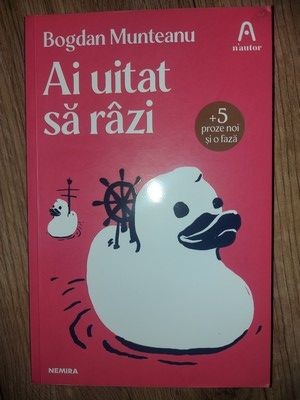 Bogdan Munteanu
n'autor
Ai uitat
să râzi
+5
proze noi
și o fază
NEMIRA